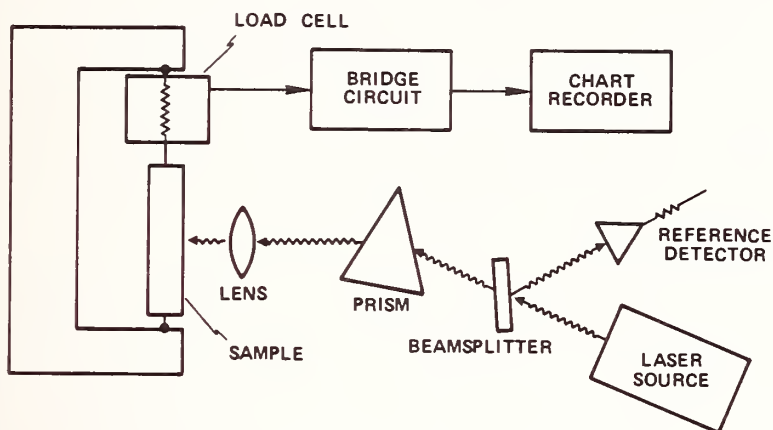 LOAD CELL
BRIDGE
CIRCUIT
CHART
RECORDER
REFERENCE
DETECTOR
LENS
PRISM
BEAMSPLITTER
SAMPLE
LASER
SOURCE